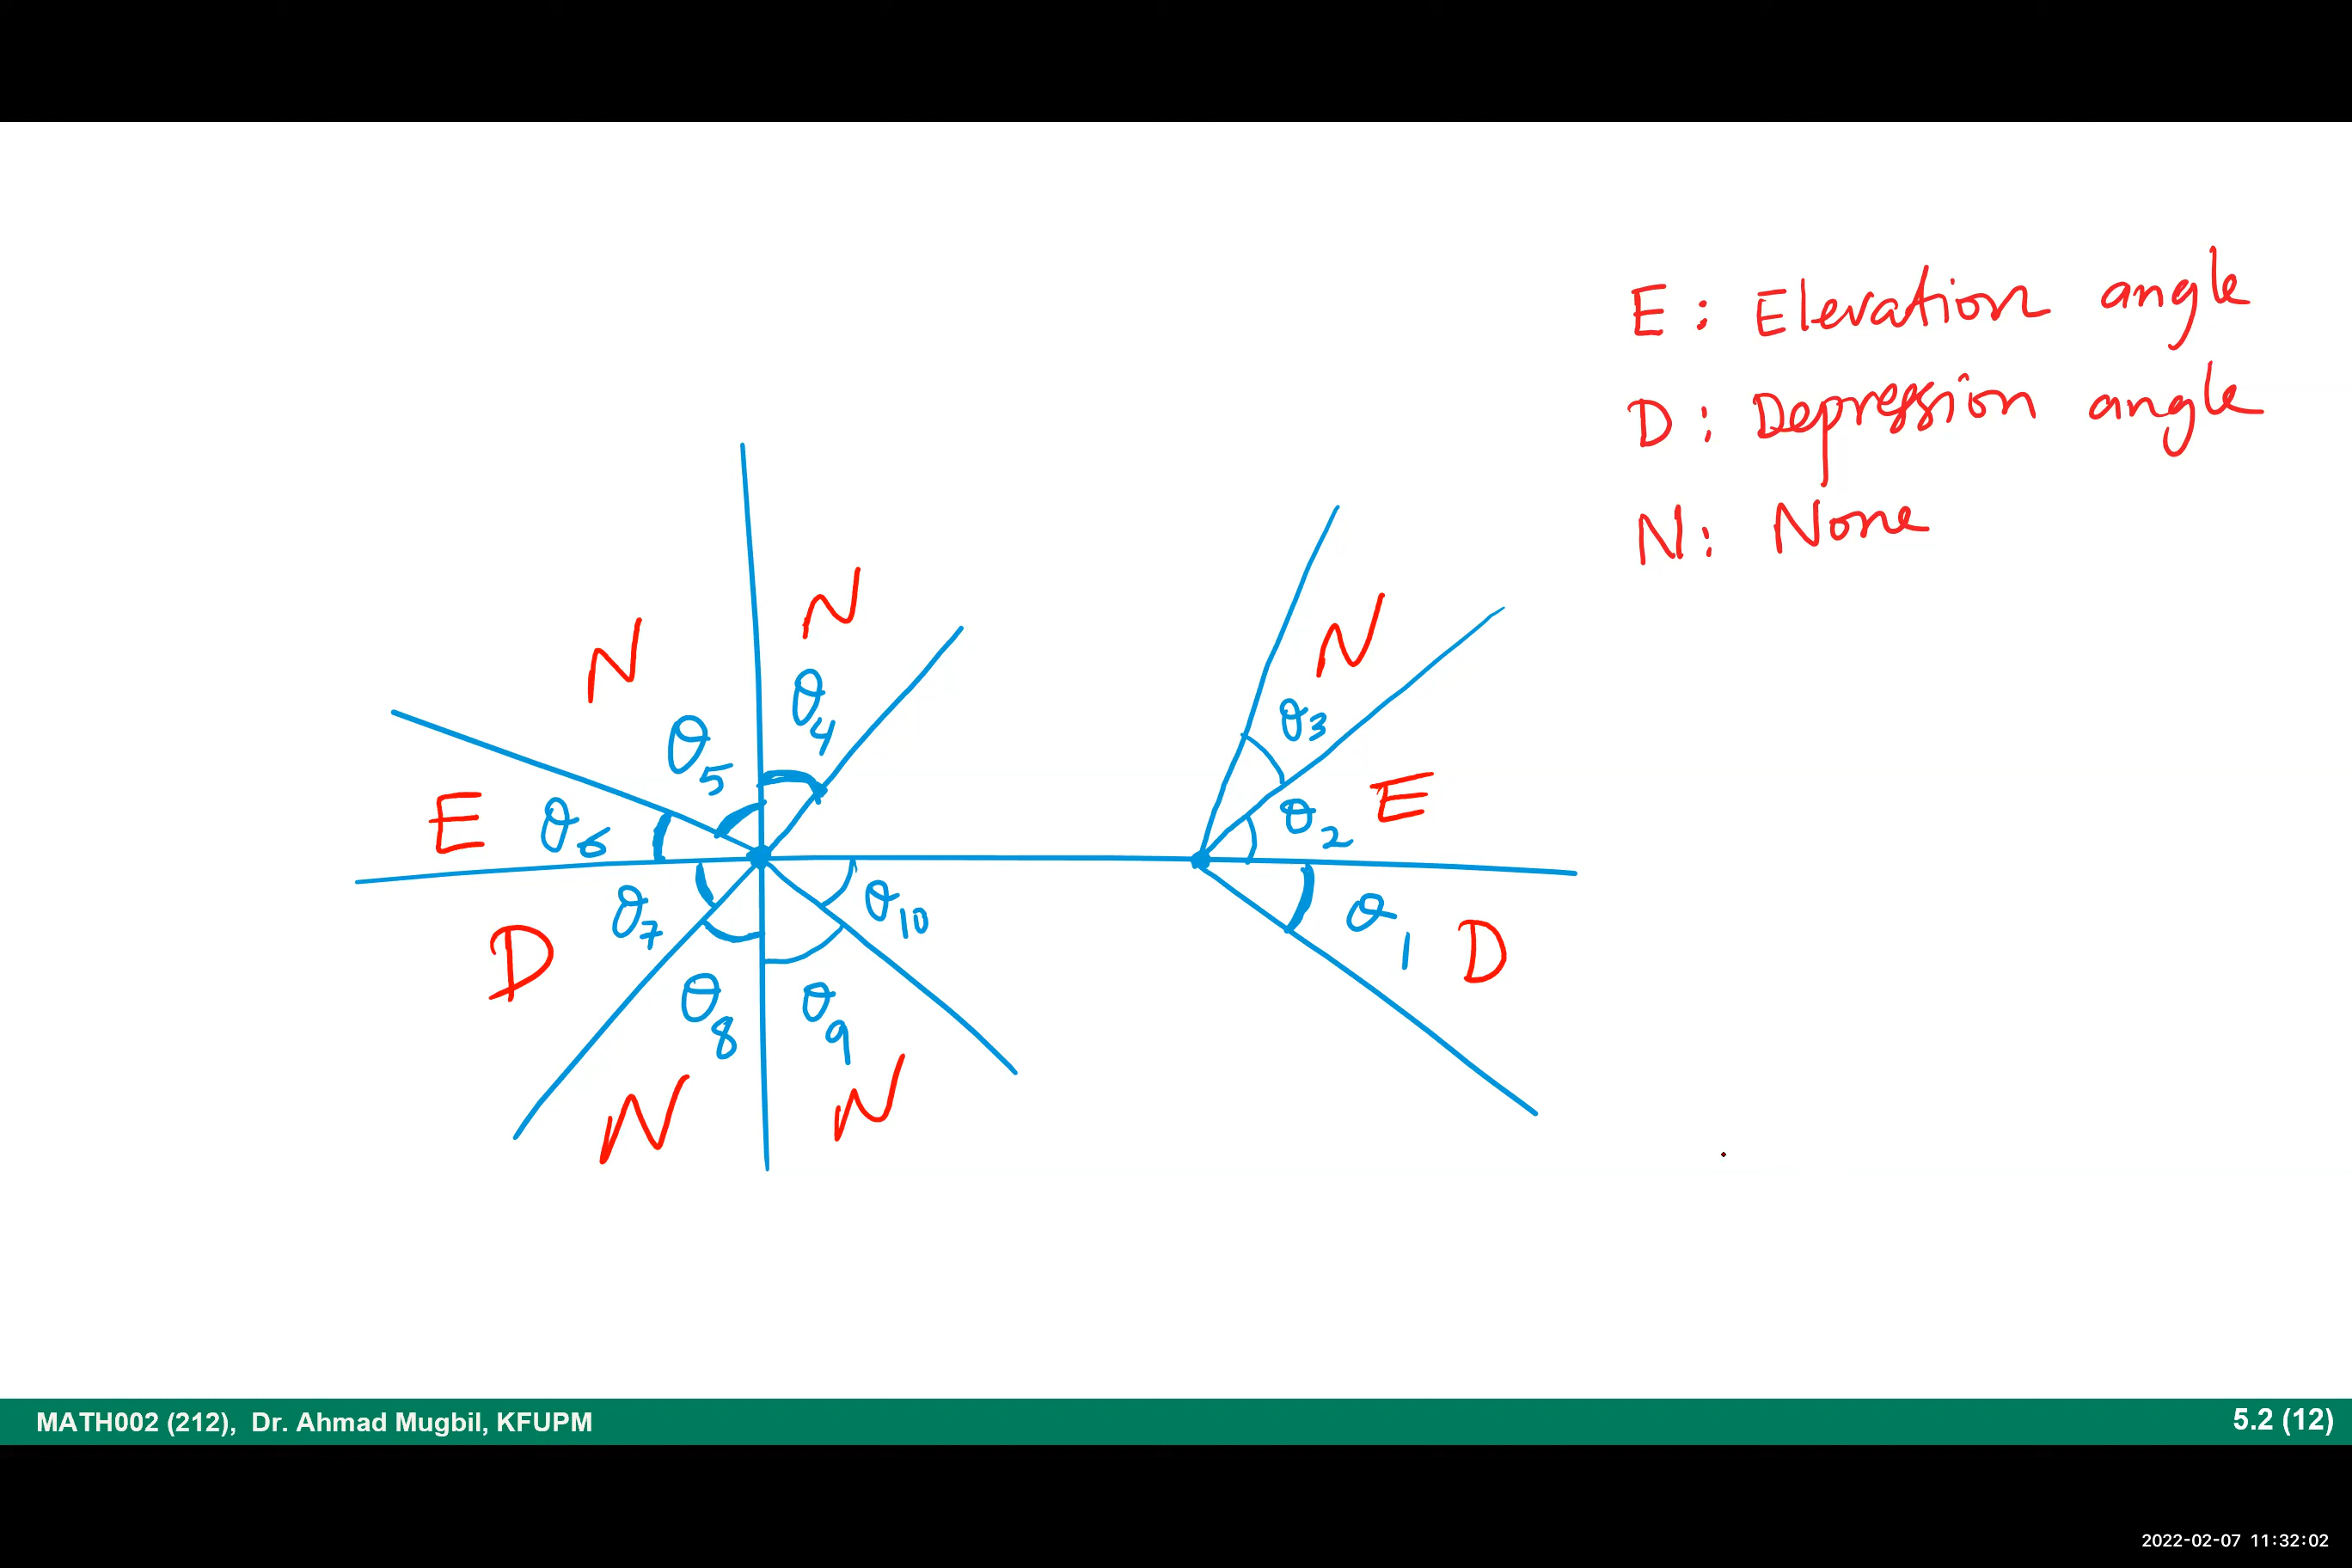 E : Elevation angle
D : Depression angle
N : None
N
N
N
θ4
θ3
θ5
E
E
θ6
θ2
θ7
θ10
θ1
D
D
θ8
θ9
N
N
MATH002 (212), Dr. Ahmad Mugbil, KFUPM
5.2 (12)
2022-02-07 11:32:02